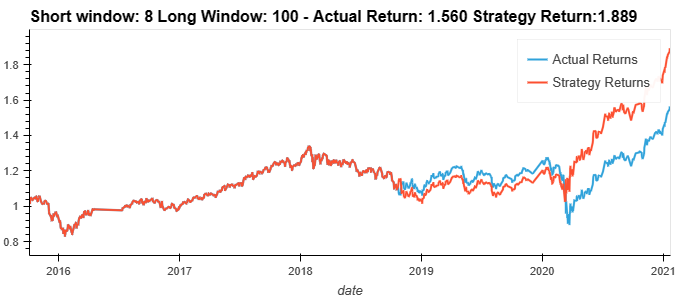 Short window: 8 Long Window: 100 - Actual Return: 1.560 Strategy Return:1.889
Actual Returns
Strategy Returns
1.8
1.6
1.4
1.2
1
0.8
2016 2017 2018 2019 2020 2021
date